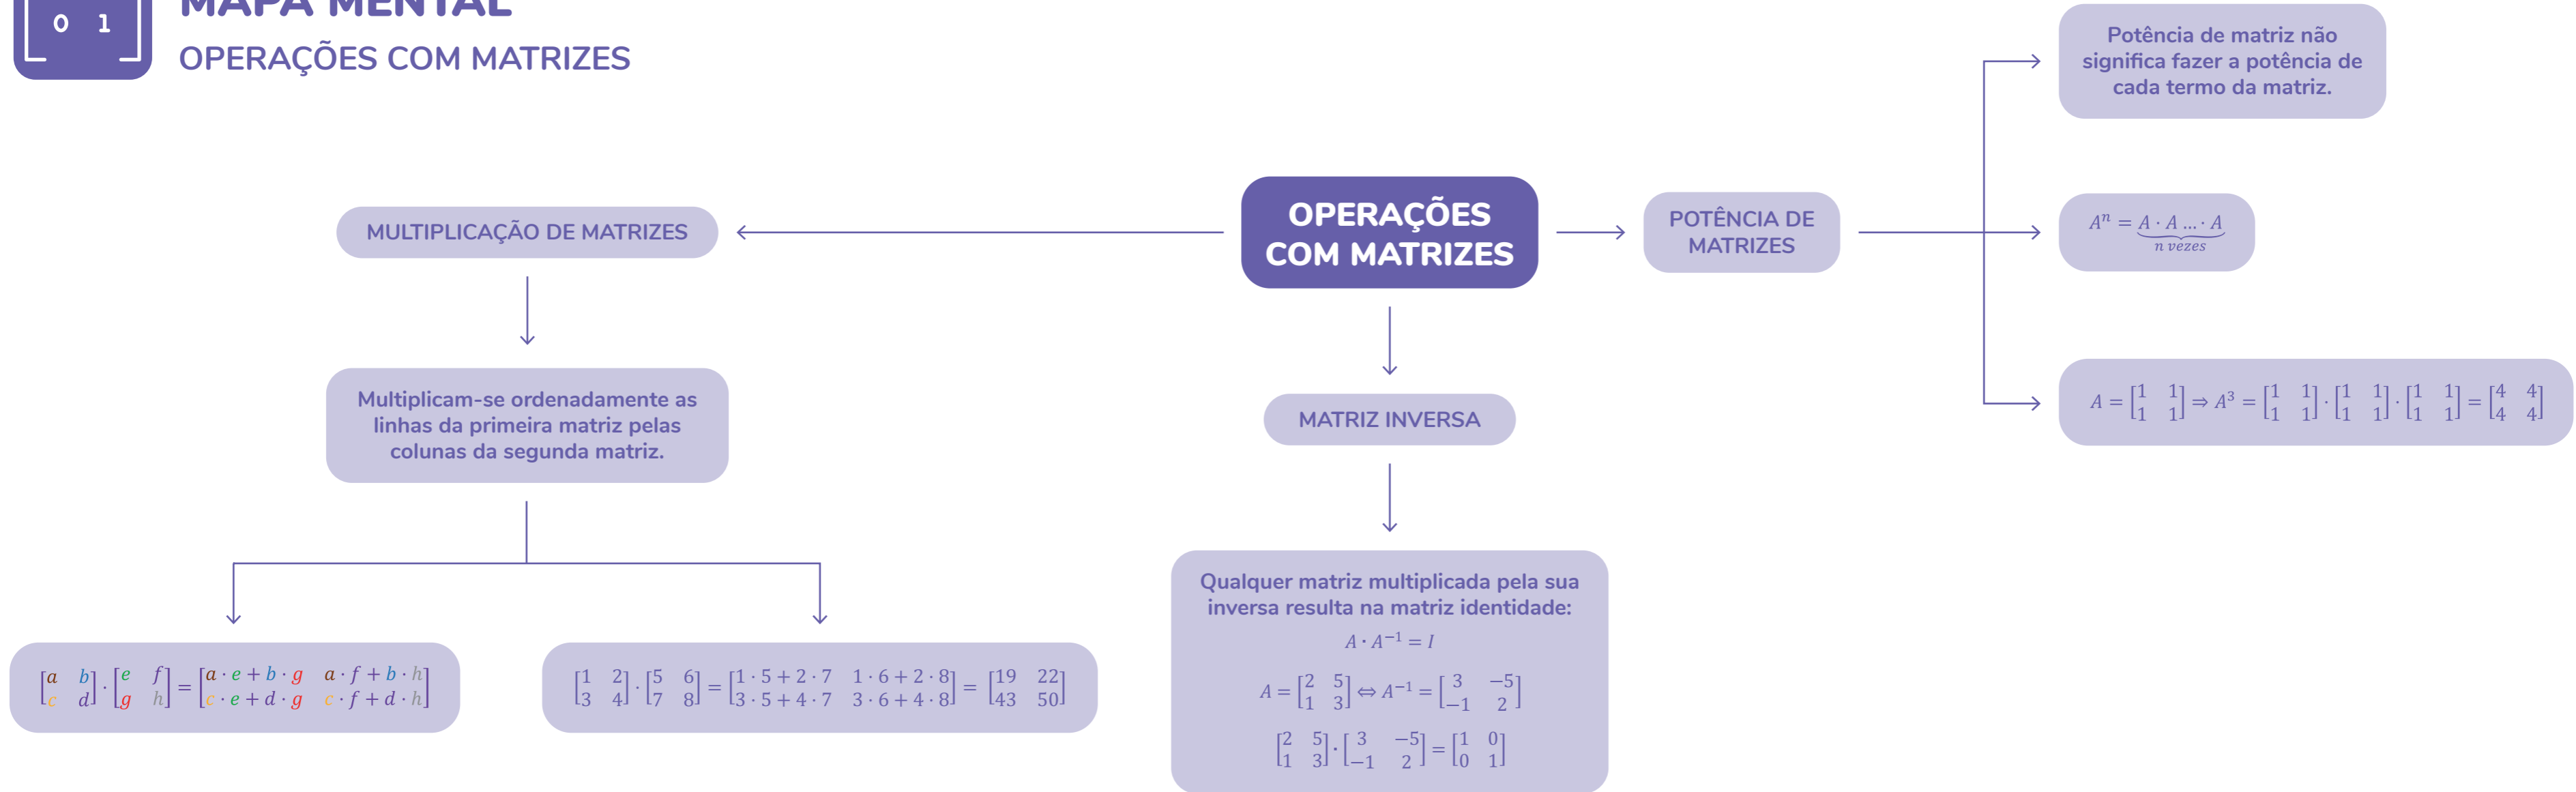 0 1
MAPA MENTAL
OPERAÇÕES COM MATRIZES
OPERAÇÕES
COM MATRIZES
MULTIPLICAÇÃO DE MATRIZES
Multiplicam-se ordenadamente as
linhas da primeira matriz pelas
colunas da segunda matriz.
[a b; c d] · [e f; g h] = [a · e + b · g a · f + b · h; c · e + d · g c · f + d · h]
[1 2; 3 4] · [5 6; 7 8] = [1 · 5 + 2 · 7 1 · 6 + 2 · 8; 3 · 5 + 4 · 7 3 · 6 + 4 · 8] = [19 22; 43 50]
MATRIZ INVERSA
Qualquer matriz multiplicada pela sua
inversa resulta na matriz identidade:
A · A⁻¹ = I
A = [2 5; 1 3] ⇔ A⁻¹ = [3 −5; −1 2]
[2 5; 1 3] · [3 −5; −1 2] = [1 0; 0 1]
POTÊNCIA DE
MATRIZES
Potência de matriz não
significa fazer a potência de
cada termo da matriz.
Aⁿ = A · A ... · A
n vezes
A = [1 1; 1 1] ⇒ A³ = [1 1; 1 1] · [1 1; 1 1] · [1 1; 1 1] = [4 4; 4 4]